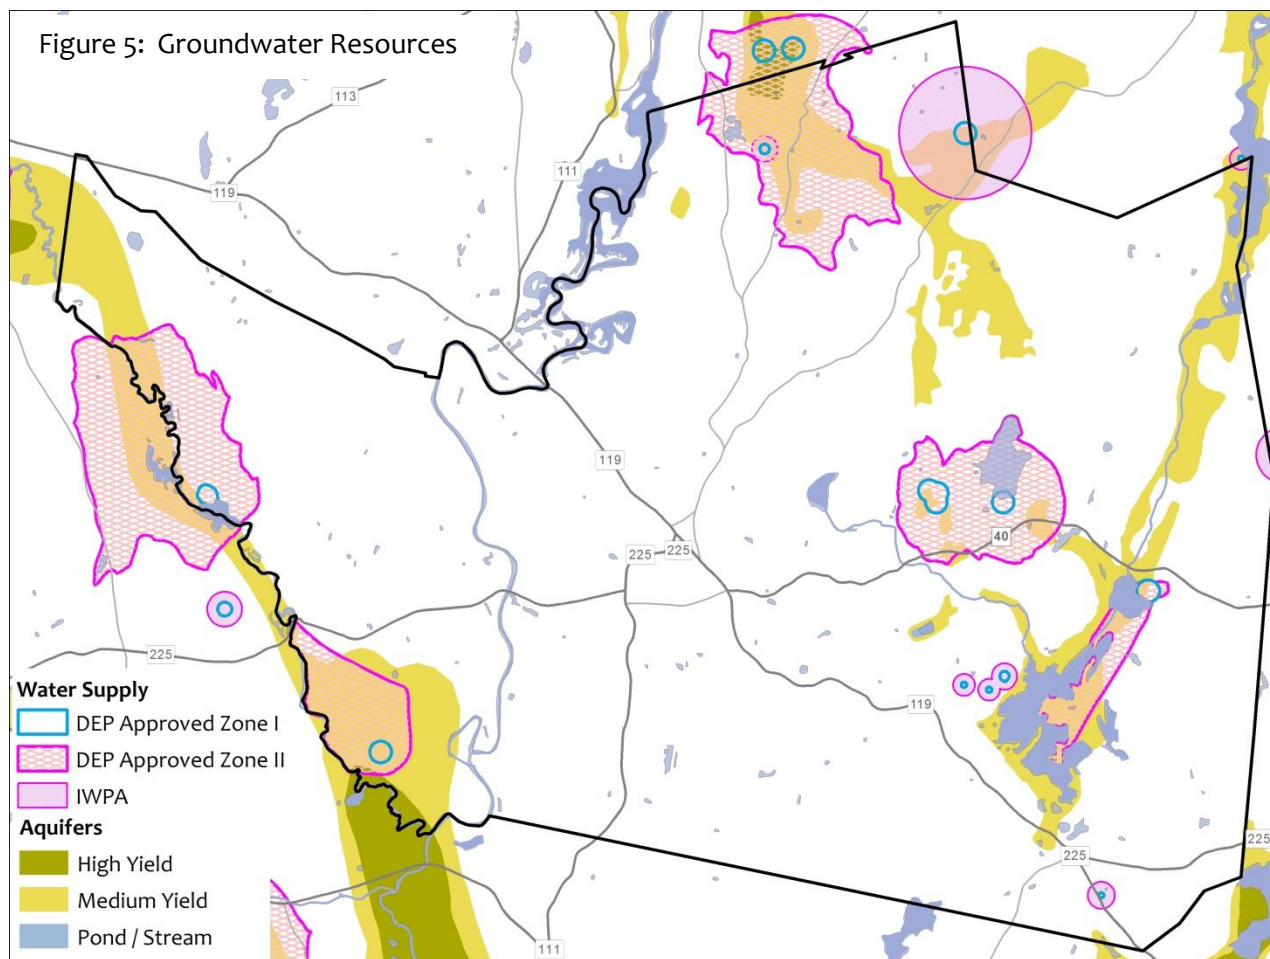 Figure 5: Groundwater Resources
113
119
111
119
40
225
225
225
119
225
225
111
Water Supply
DEP Approved Zone I
DEP Approved Zone II
IWPA
Aquifers
High Yield
Medium Yield
Pond / Stream